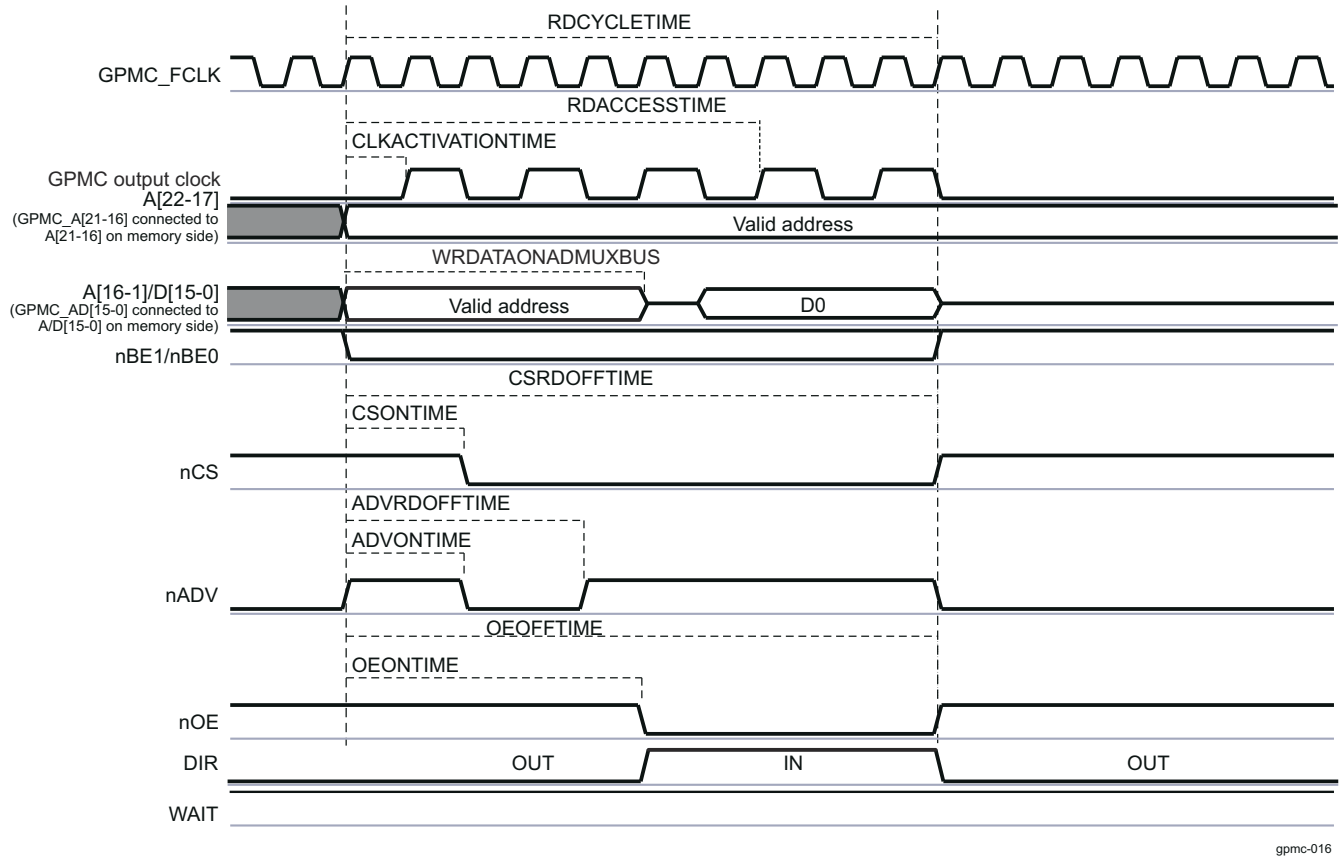 RDCYCLETIME
GPMC_FCLK
RDACCESSTIME
CLKACTIVATIONTIME
GPMC output clock
A[22-17]
(GPMC_A[21-16] connected to
A[21-16] on memory side)
Valid address
WRDATAONADMUXBUS
A[16-1]/D[15-0]
(GPMC_AD[15-0] connected to
A/D[15-0] on memory side)
Valid address
D0
nBE1/nBE0
CSRDOFFTIME
CSONTIME
nCS
ADVRDOFFTIME
ADVONTIME
nADV
OEOFFTIME
OEONTIME
nOE
DIR
OUT
IN
OUT
WAIT
gpmc-016